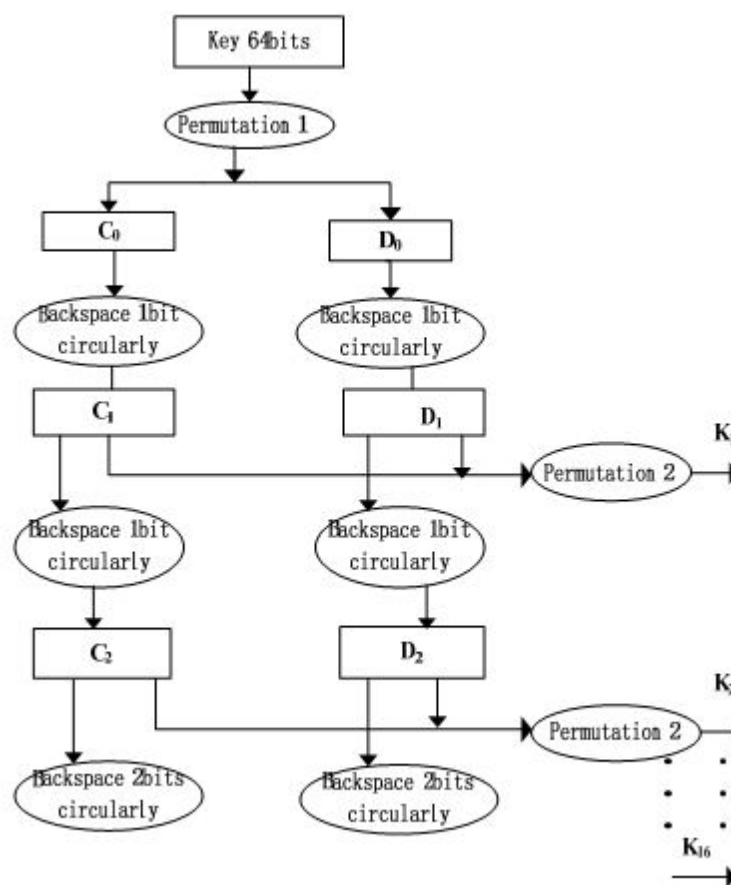 Key 64bits
Permutation 1
C₀
D₀
Backspace 1bit
circularly
Backspace 1bit
circularly
C₁
D₁
K
Permutation 2
Backspace 1bit
circularly
Backspace 1bit
circularly
C₂
D₂
K
Permutation 2
Backspace 2bits
circularly
Backspace 2bits
circularly
K₁₆